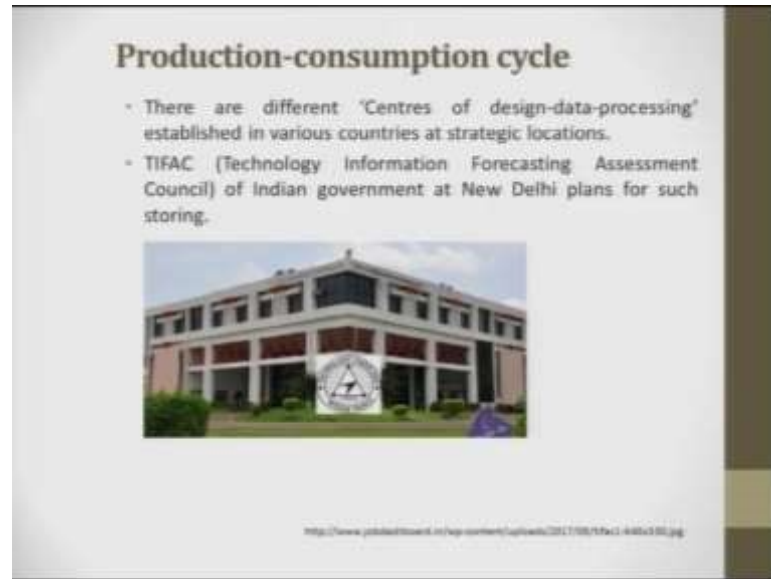 Production-consumption cycle
• There are different 'Centres of design-data-processing'
established in various countries at strategic locations.
• TIFAC (Technology Information Forecasting Assessment
Council) of Indian government at New Delhi plans for such
storing.